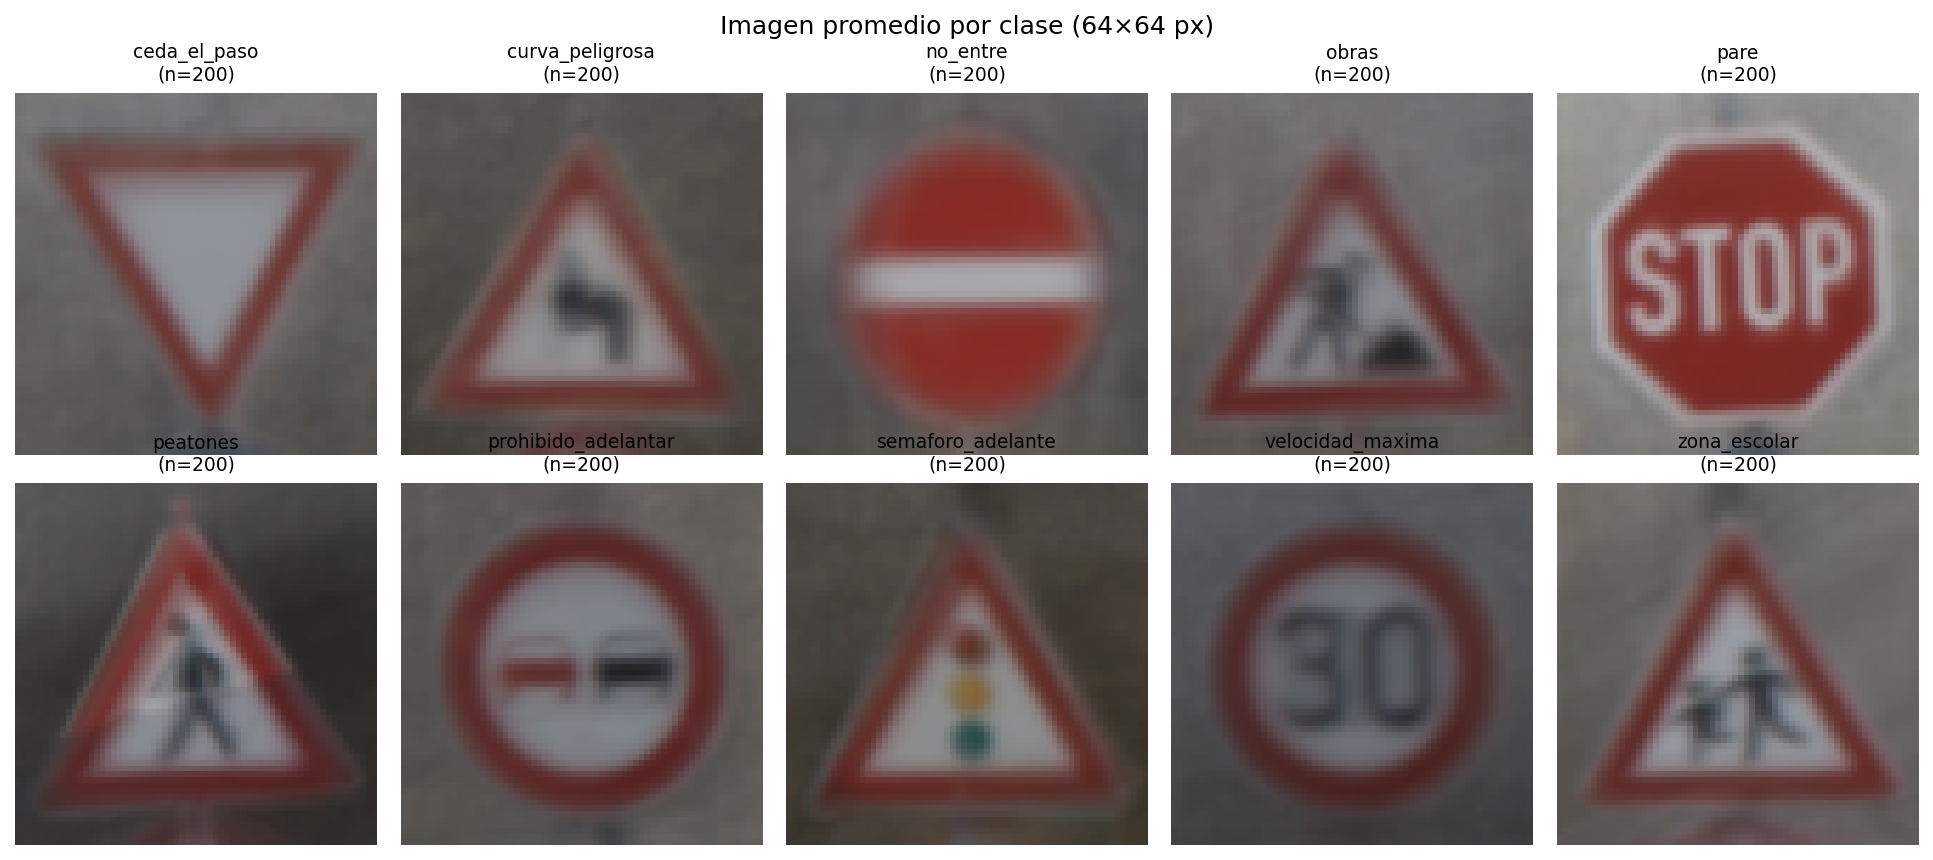 Imagen promedio por clase (64×64 px)
ceda_el_paso
(n=200)
curva_peligrosa
(n=200)
no_entre
(n=200)
obras
(n=200)
pare
(n=200)
STOP
peatones
(n=200)
prohibido_adelantar
(n=200)
semaforo_adelante
(n=200)
velocidad_maxima
(n=200)
zona_escolar
(n=200)
30